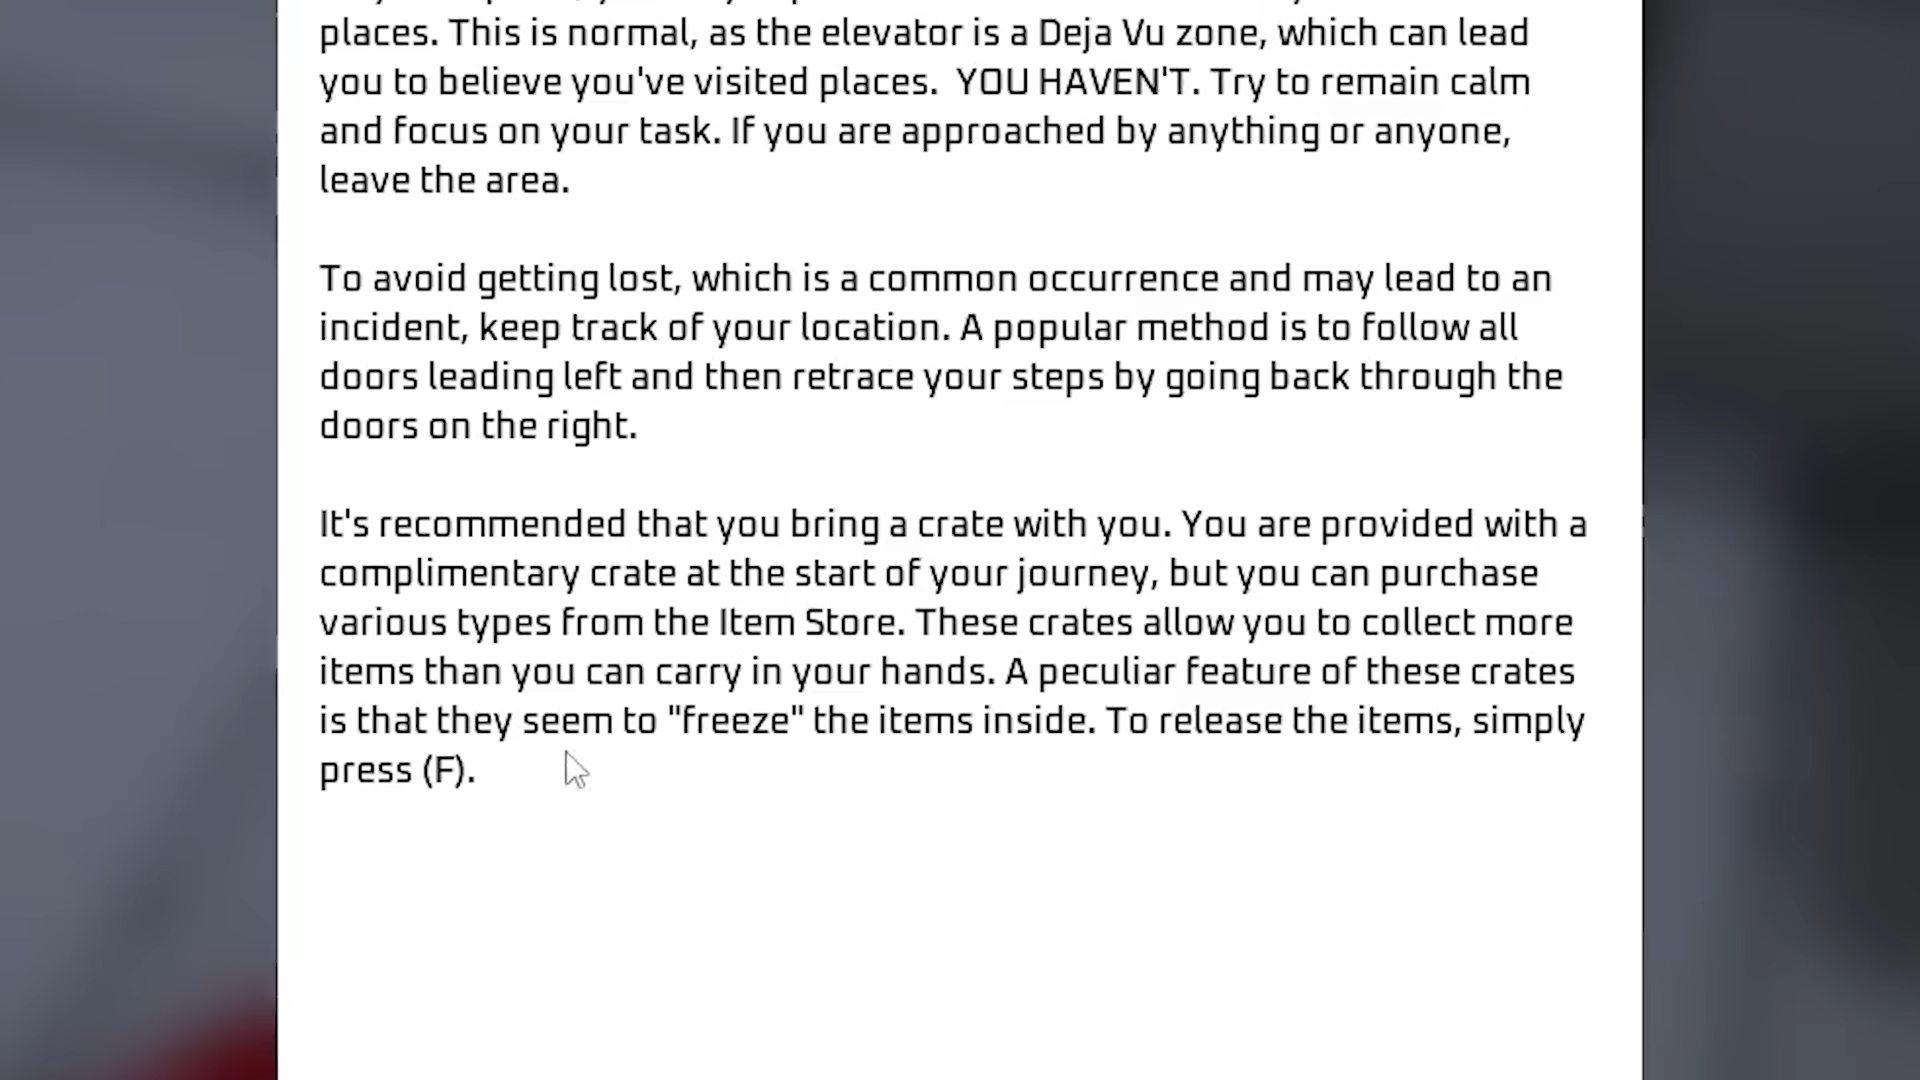 places. This is normal, as the elevator is a Deja Vu zone, which can lead
you to believe you've visited places.  YOU HAVEN'T. Try to remain calm
and focus on your task. If you are approached by anything or anyone,
leave the area.
To avoid getting lost, which is a common occurrence and may lead to an
incident, keep track of your location. A popular method is to follow all
doors leading left and then retrace your steps by going back through the
doors on the right.
It's recommended that you bring a crate with you. You are provided with a
complimentary crate at the start of your journey, but you can purchase
various types from the Item Store. These crates allow you to collect more
items than you can carry in your hands. A peculiar feature of these crates
is that they seem to "freeze" the items inside. To release the items, simply
press (F).